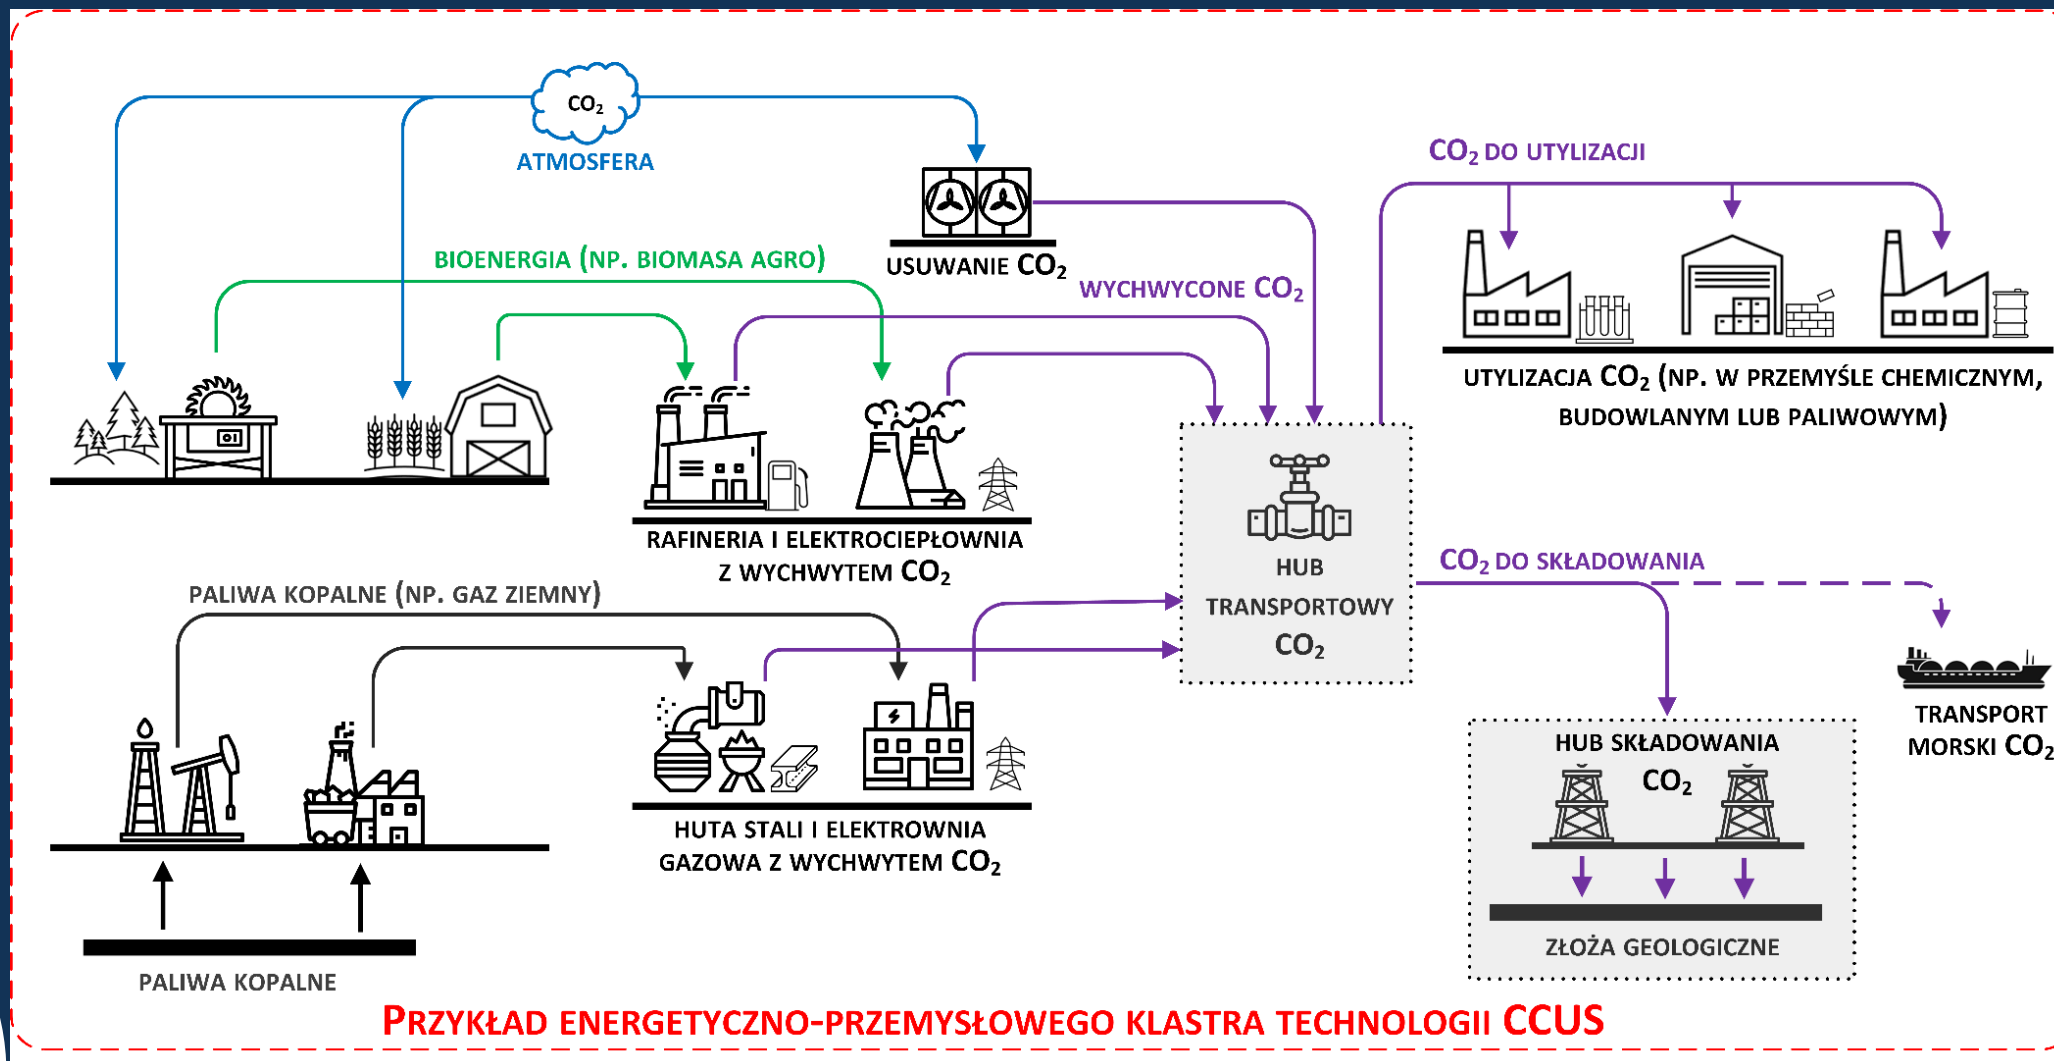 CO₂
ATMOSFERA
CO₂ DO UTYLIZACJI
BIOENERGIA (NP. BIOMASA AGRO)
USUWANIE CO₂
WYCHWYCONE CO₂
UTYLIZACJA CO₂ (NP. W PRZEMYŚLE CHEMICZNYM,
BUDOWLANYM LUB PALIWOWYM)
RAFINERIA I ELEKTROCIEPŁOWNIA
Z WYCHWYTEM CO₂
HUB
TRANSPORTOWY
CO₂
CO₂ DO SKŁADOWANIA
PALIWA KOPALNE (NP. GAZ ZIEMNY)
TRANSPORT
MORSKI CO₂
HUB SKŁADOWANIA
CO₂
HUTA STALI I ELEKTROWNIA
GAZOWA Z WYCHWYTEM CO₂
ZŁOŻA GEOLOGICZNE
PALIWA KOPALNE
PRZYKŁAD ENERGETYCZNO-PRZEMYSŁOWEGO KLASTRA TECHNOLOGII CCUS